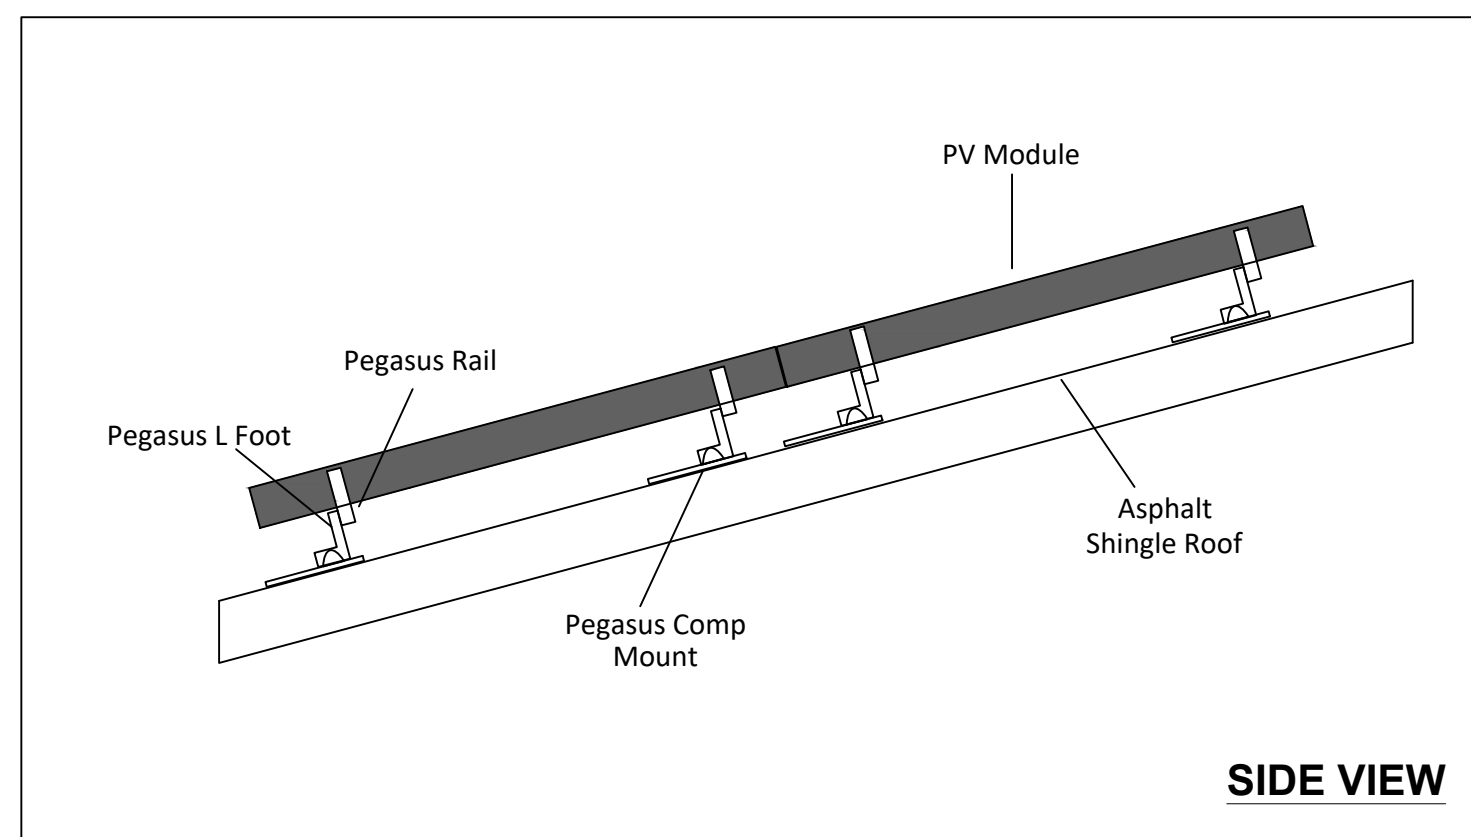 PV Module
Pegasus Rail
Pegasus L Foot
Asphalt
Shingle Roof
Pegasus Comp
Mount
SIDE VIEW